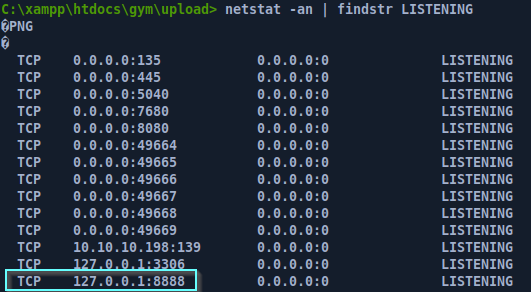 C:\xampp\htdocs\gym\upload> netstat -an | findstr LISTENING
�PNG
�
TCP 0.0.0.0:135 0.0.0.0:0 LISTENING
TCP 0.0.0.0:445 0.0.0.0:0 LISTENING
TCP 0.0.0.0:5040 0.0.0.0:0 LISTENING
TCP 0.0.0.0:7680 0.0.0.0:0 LISTENING
TCP 0.0.0.0:8080 0.0.0.0:0 LISTENING
TCP 0.0.0.0:49664 0.0.0.0:0 LISTENING
TCP 0.0.0.0:49665 0.0.0.0:0 LISTENING
TCP 0.0.0.0:49666 0.0.0.0:0 LISTENING
TCP 0.0.0.0:49667 0.0.0.0:0 LISTENING
TCP 0.0.0.0:49668 0.0.0.0:0 LISTENING
TCP 0.0.0.0:49669 0.0.0.0:0 LISTENING
TCP 10.10.10.198:139 0.0.0.0:0 LISTENING
TCP 127.0.0.1:3306 0.0.0.0:0 LISTENING
TCP 127.0.0.1:8888 0.0.0.0:0 LISTENING